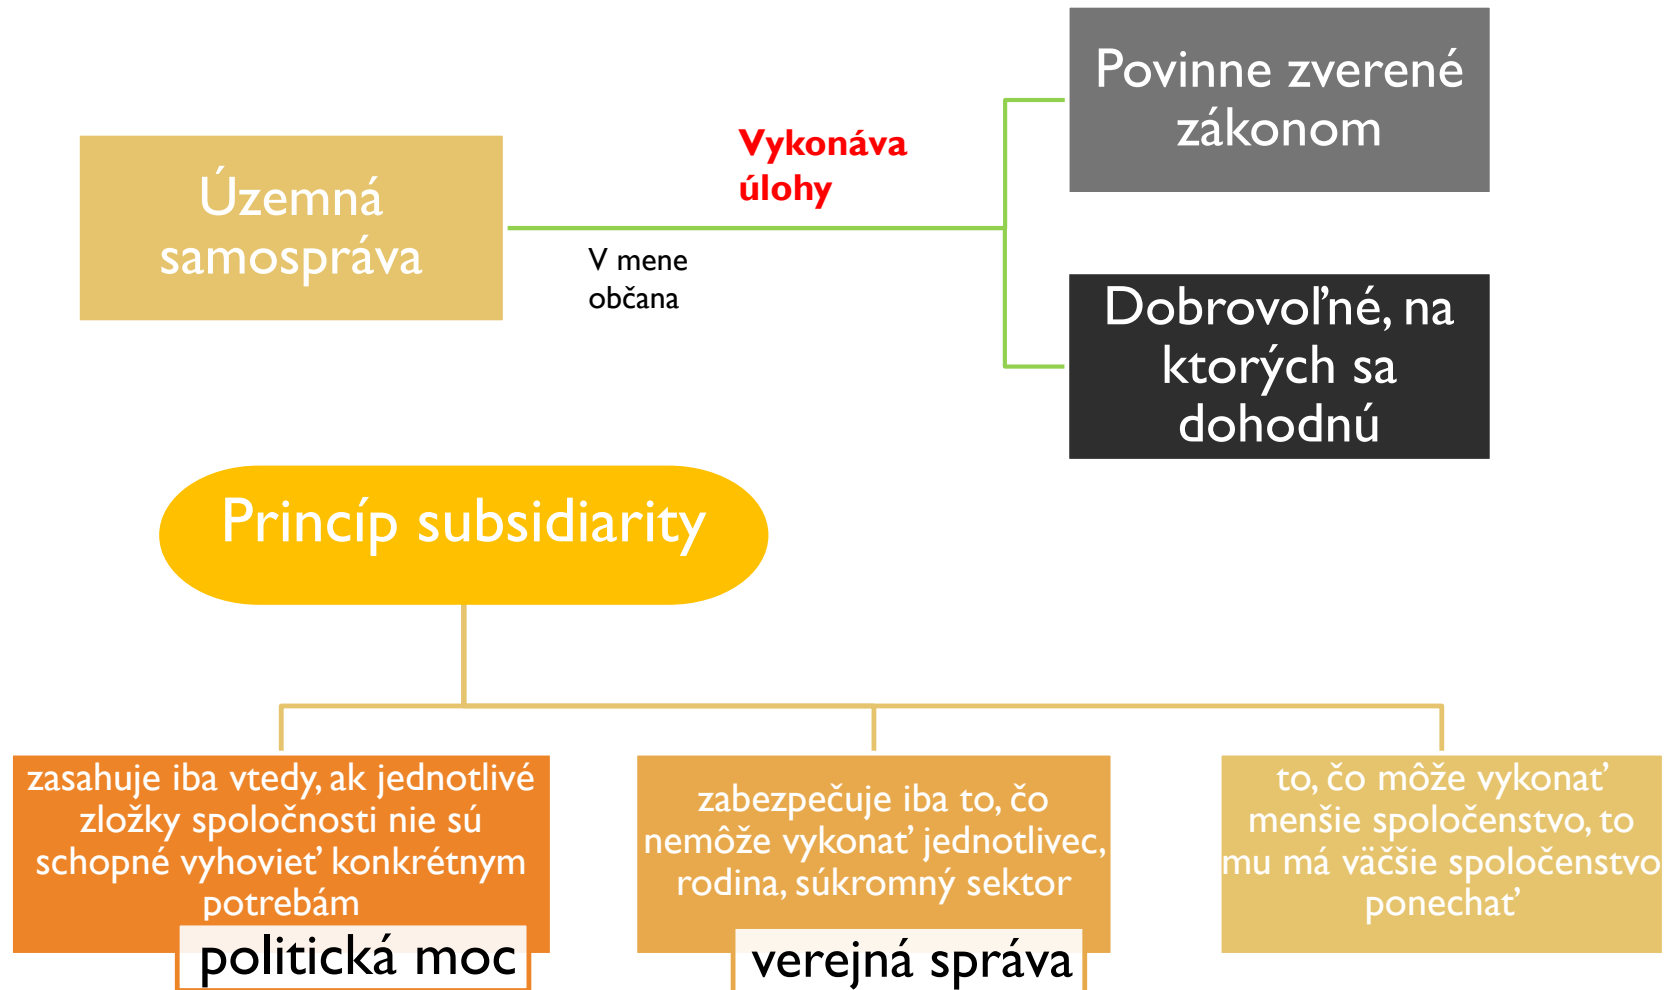 Územná
samospráva
Vykonáva
úlohy
V mene
občana
Povinne zverené
zákonom
Dobrovoľné, na
ktorých sa
dohodnú
Princíp subsidiarity
zasahuje iba vtedy, ak jednotlivé
zložky spoločnosti nie sú
schopné vyhovieť konkrétnym
potrebám
politická moc
zabezpečuje iba to, čo
nemôže vykonať jednotlivec,
rodina, súkromný sektor
verejná správa
to, čo môže vykonať
menšie spoločenstvo, to
mu má väčšie spoločenstvo
ponechať